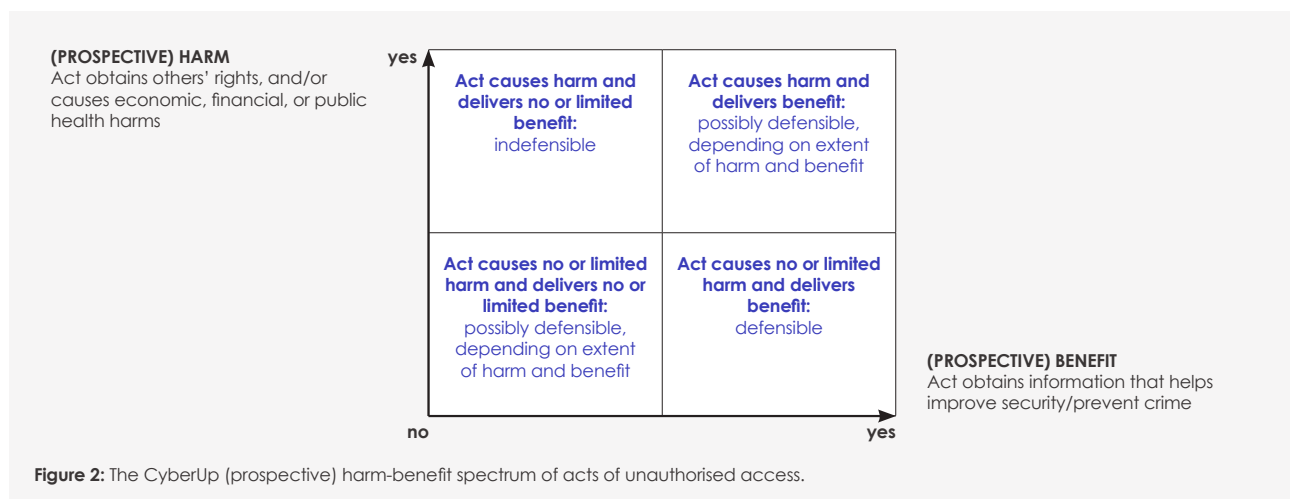 (PROSPECTIVE) HARM
Act obtains others’ rights, and/or
causes economic, financial, or public
health harms
yes
Act causes harm and
delivers no or limited
benefit:
indefensible
Act causes harm and
delivers benefit:
possibly defensible,
depending on extent
of harm and benefit
Act causes no or limited
harm and delivers no or
limited benefit:
possibly defensible,
depending on extent
of harm and benefit
Act causes no or limited
harm and delivers
benefit:
defensible
(PROSPECTIVE) BENEFIT
Act obtains information that helps
improve security/prevent crime
no
yes
Figure 2: The CyberUp (prospective) harm-benefit spectrum of acts of unauthorised access.